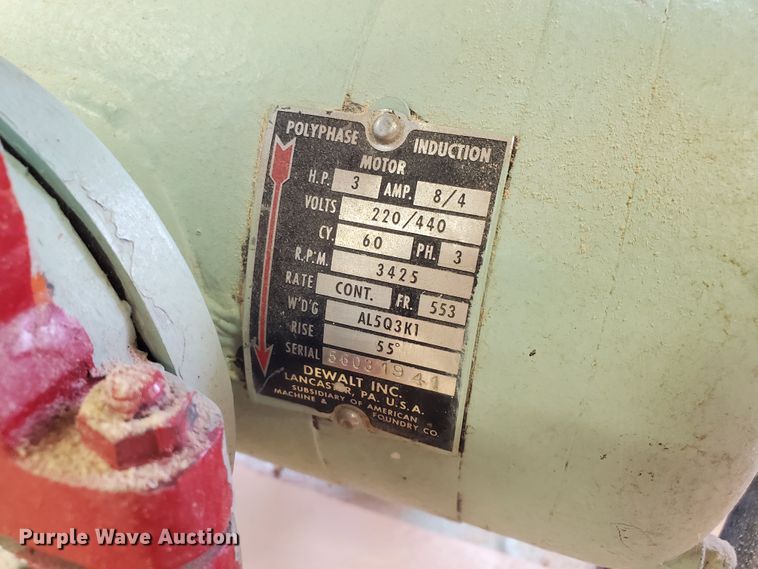 POLYPHASE INDUCTION
MOTOR
H.P. 3 AMP. 8/4
VOLTS 220/440
CY. 60 PH. 3
R.P.M. 3425
RATE CONT. FR. 553
W'D'G AL5Q3K1
RISE 55°
SERIAL 56031941
DEWALT INC.
LANCASTER, PA. U.S.A.
SUBSIDIARY OF AMERICAN
MACHINE & FOUNDRY CO
Purple Wave Auction